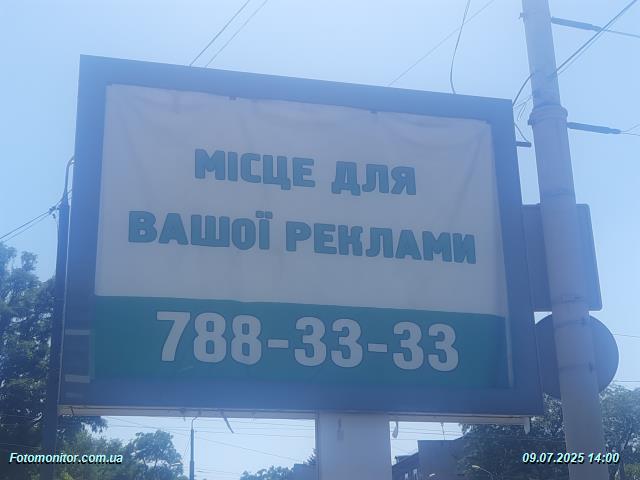 МІСЦЕ ДЛЯ
ВАШОЇ РЕКЛАМИ
788-33-33
Fotomonitor.com.ua
09.07.2025 14:00